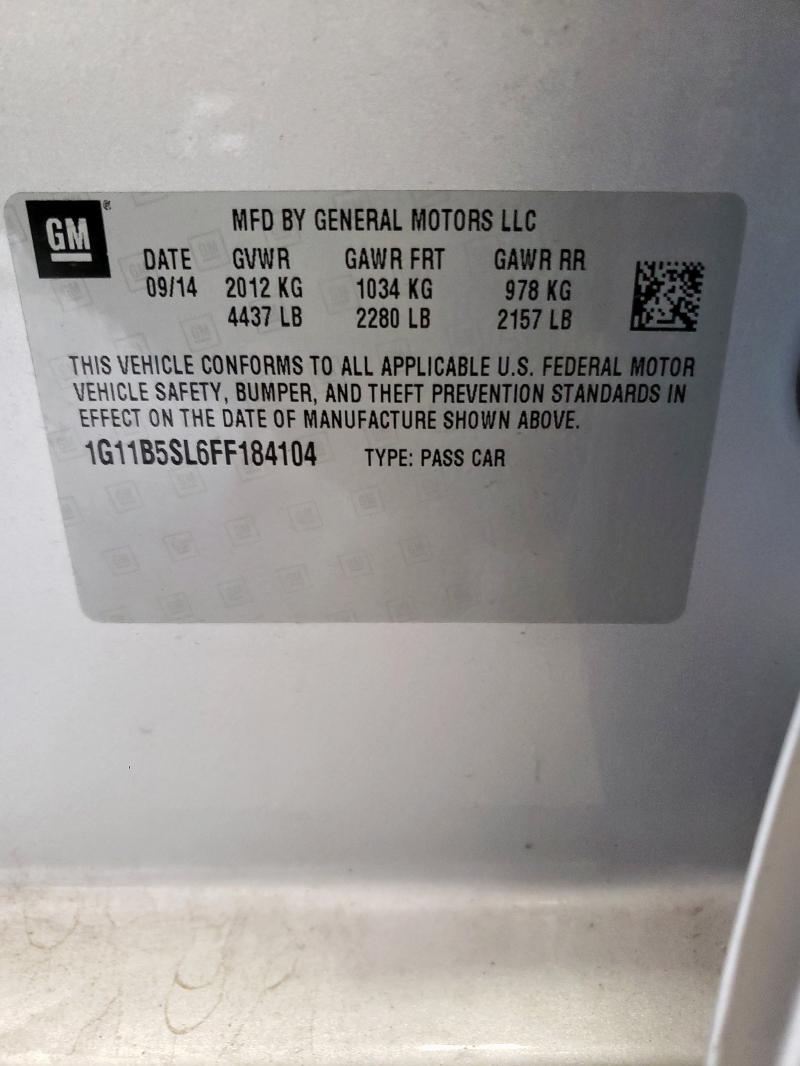 GM®
MFD BY GENERAL MOTORS LLC
DATE GVWR GAWR FRT GAWR RR
09/14 2012 KG 1034 KG 978 KG
4437 LB 2280 LB 2157 LB
THIS VEHICLE CONFORMS TO ALL APPLICABLE U.S. FEDERAL MOTOR
VEHICLE SAFETY, BUMPER, AND THEFT PREVENTION STANDARDS IN
EFFECT ON THE DATE OF MANUFACTURE SHOWN ABOVE.
1G11B5SL6FF184104 TYPE: PASS CAR